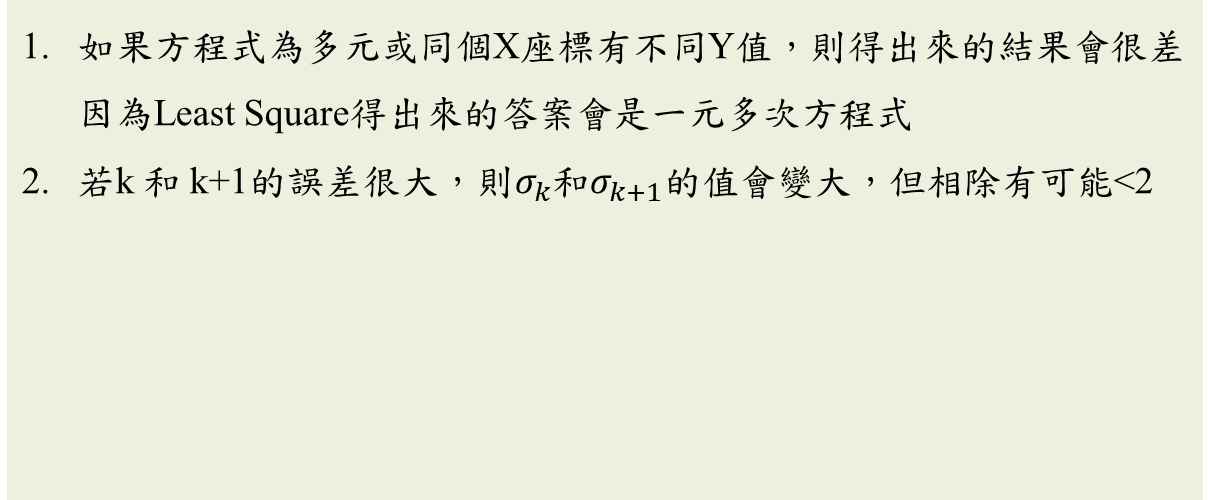 1. 如果方程式為多元或同個X座標有不同Y值，則得出來的結果會很差
因為Least Square得出來的答案會是一元多次方程式
2. 若k 和 k+1的誤差很大，則σₖ和σₖ₊₁的值會變大，但相除有可能<2